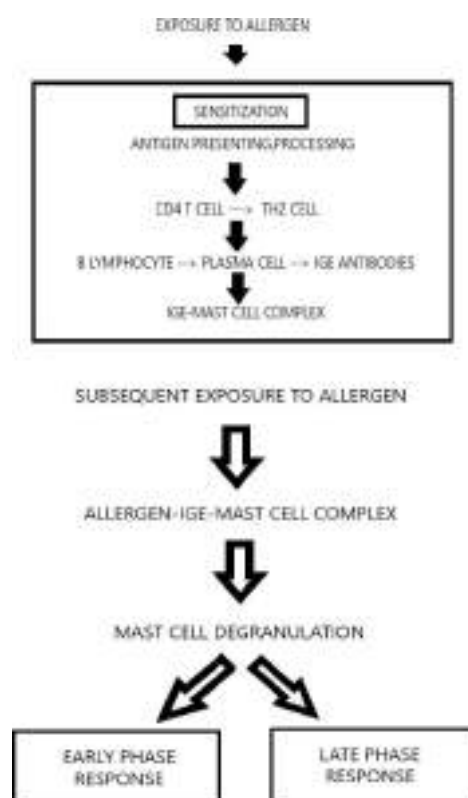 EXPOSURE TO ALLERGEN
SENSITIZATION
ANTIGEN PRESENTING,PROCESSING
CD4 T CELL --> TH2 CELL
B LYMPHOCYTE --> PLASMA CELL --> IGE ANTIBODIES
IGE-MAST CELL COMPLEX
SUBSEQUENT EXPOSURE TO ALLERGEN
ALLERGEN-IGE-MAST CELL COMPLEX
MAST CELL DEGRANULATION
EARLY PHASE
RESPONSE
LATE PHASE
RESPONSE